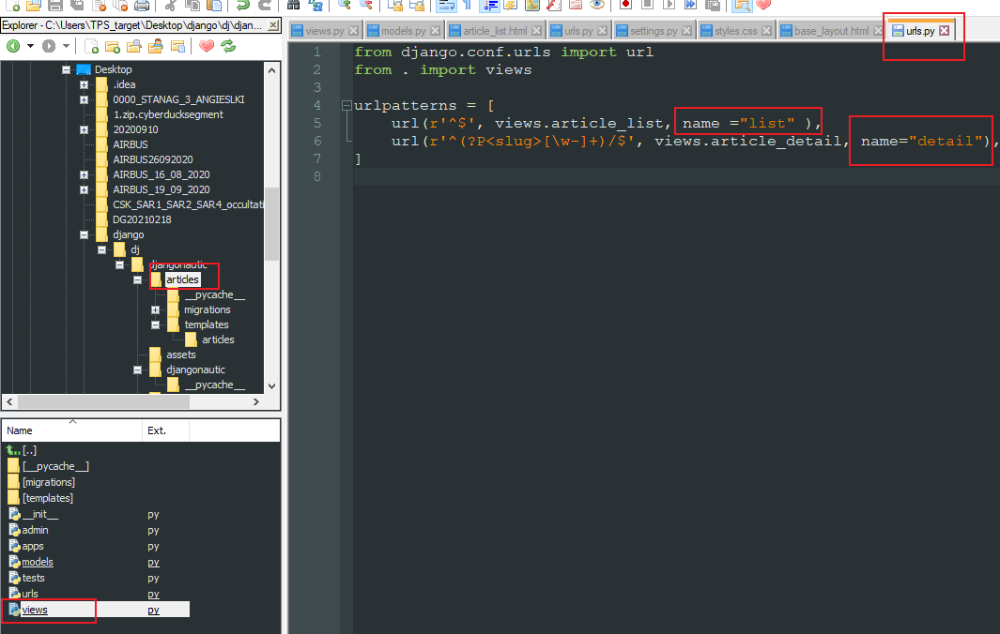 Explorer - C:\Users\TPS_target\Desktop\django\dj\djan...
Desktop
.idea
0000_STANAG_3_ANGIESLKI
1.zip.cyberducksegment
20200910
AIRBUS
AIRBUS26092020
AIRBUS_16_08_2020
AIRBUS_19_09_2020
CSK_SAR1_SAR2_SAR4_occultati
DG20210218
django
dj
djangonautic
articles
__pycache__
migrations
templates
articles
assets
djangonautic
__pycache__
Name Ext.
[..]
[__pycache__]
[migrations]
[templates]
__init__ py
admin py
apps py
models py
tests py
urls py
views py
views.py models.py article_list.html urls.py settings.py styles.css base_layout.html urls.py
1 from django.conf.urls import url
2 from . import views
3
4 urlpatterns = [
5 url(r'^$', views.article_list, name ="list" ),
6 url(r'^(?P<slug>[\w-]+)/$', views.article_detail, name="detail"),
7 ]
8